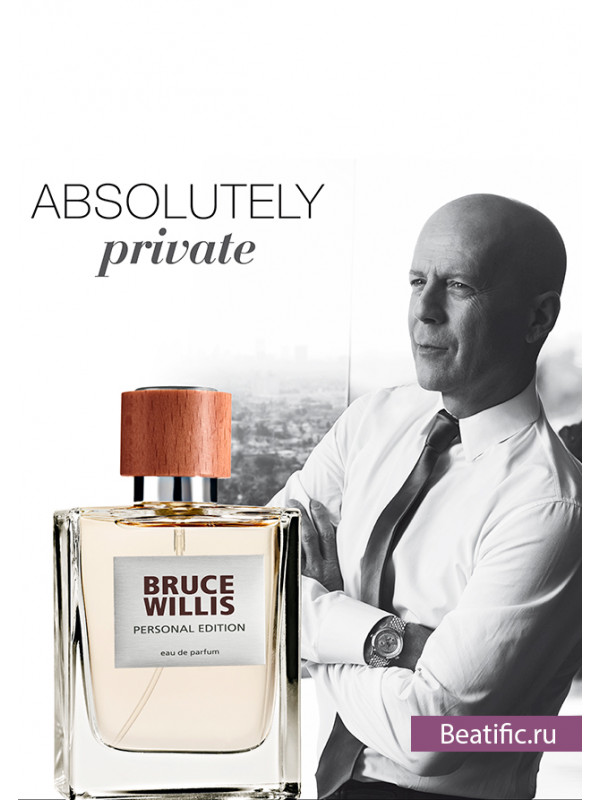 ABSOLUTELY
private
BRUCE
WILLIS
PERSONAL EDITION
eau de parfum
Beatific.ru